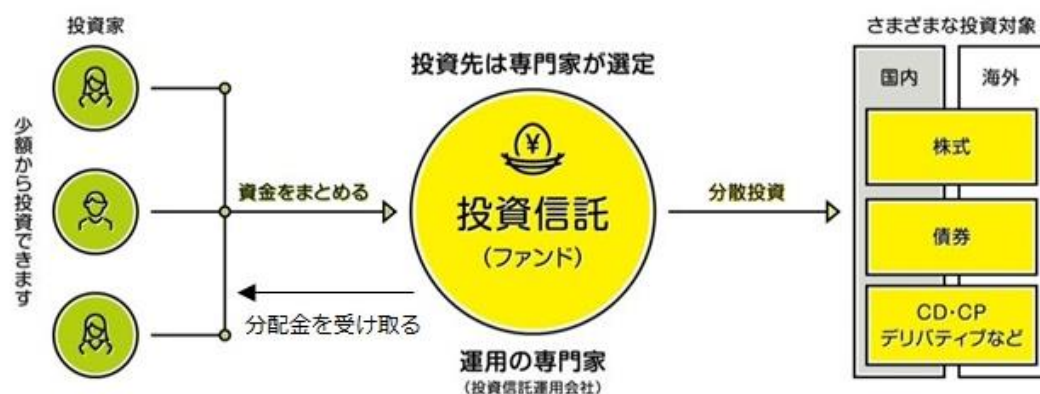 投資家
少額から投資できます
資金をまとめる
分配金を受け取る
投資先は専門家が選定
¥
投資信託
(ファンド)
運用の専門家
(投資信託運用会社)
分散投資
さまざまな投資対象
国内
海外
株式
債券
CD・CP
デリバティブなど